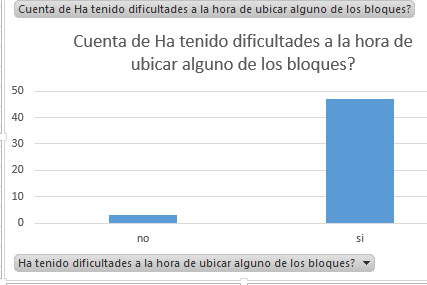 Cuenta de Ha tenido dificultades a la hora de ubicar alguno de los bloques?
Cuenta de Ha tenido dificultades a la hora de
ubicar alguno de los bloques?
50
40
30
20
10
0
no si
Ha tenido dificultades a la hora de ubicar alguno de los bloques?